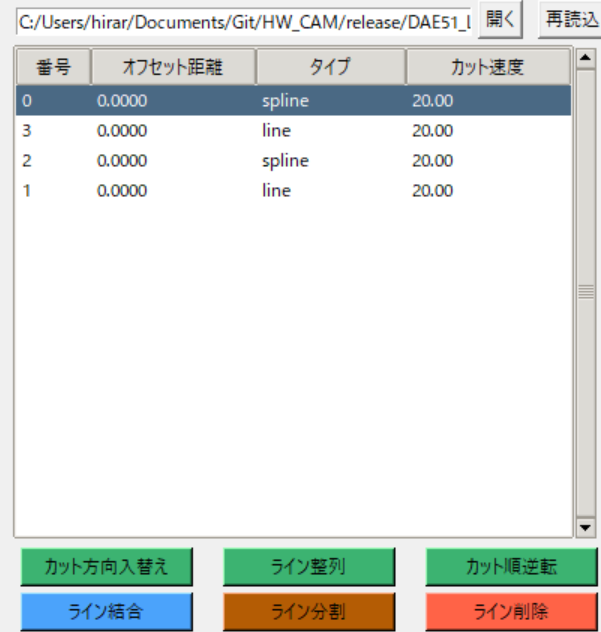 C:/Users/hirar/Documents/Git/HW_CAM/release/DAE51_L 開く 再読込
番号 オフセット距離 タイプ カット速度
0 0.0000 spline 20.00
3 0.0000 line 20.00
2 0.0000 spline 20.00
1 0.0000 line 20.00
カット方向入替え ライン整列 カット順逆転
ライン結合 ライン分割 ライン削除